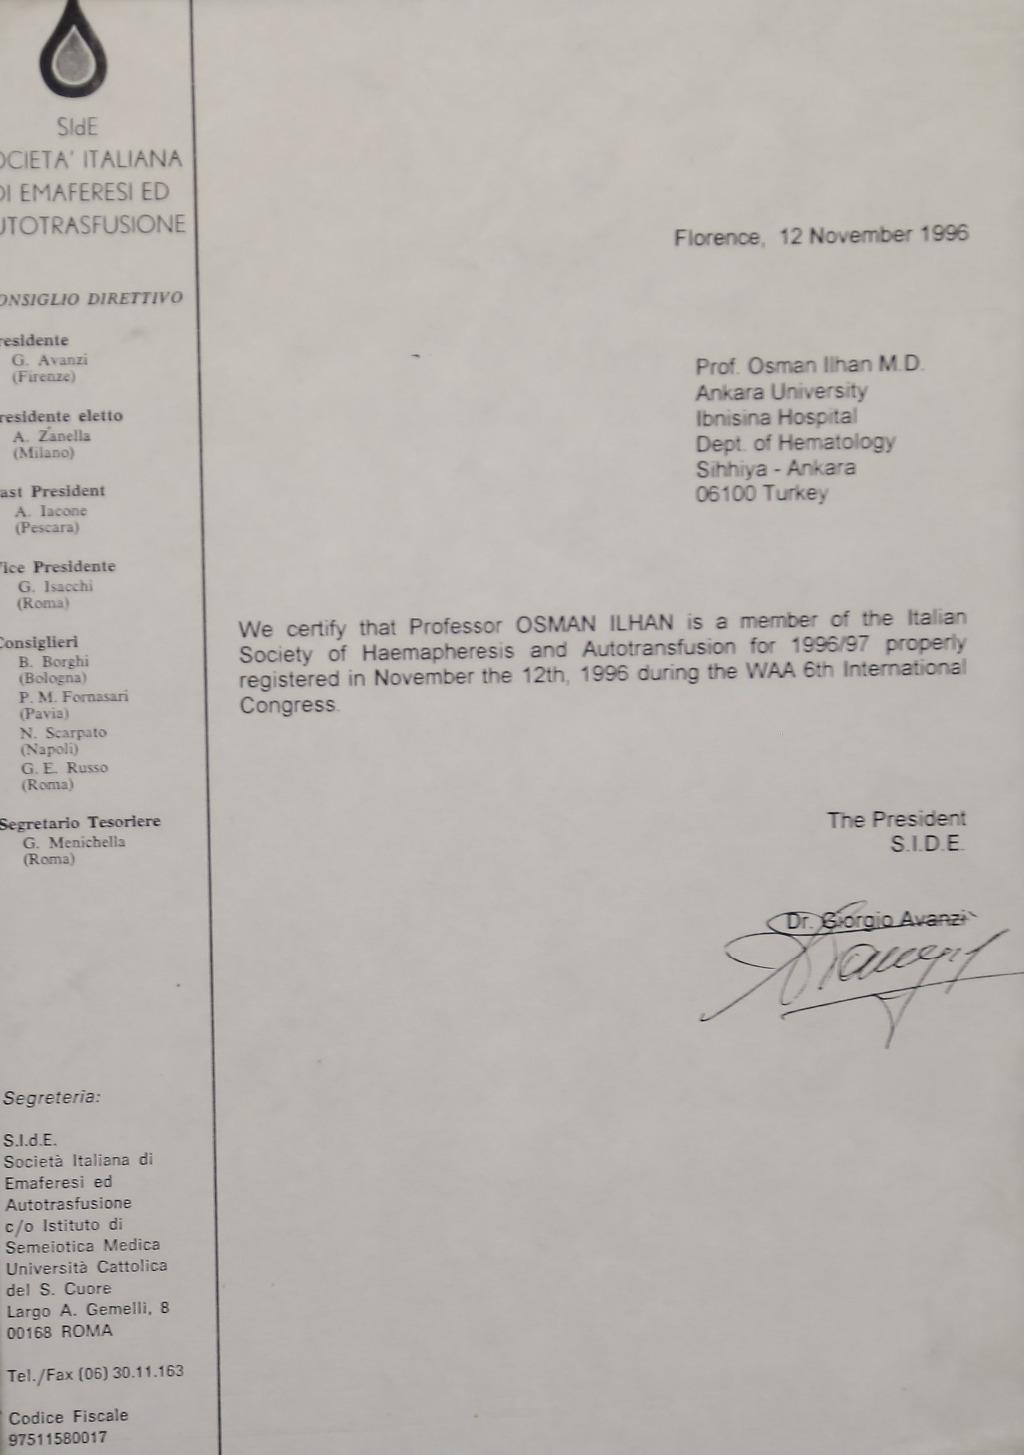 SIdE
OCIETA' ITALIANA
DI EMAFERESI ED
UTOTRASFUSIONE
ONSIGLIO DIRETTIVO
residente
G. Avanzi
(Firenze)
residente eletto
A. Zanella
(Milano)
ast President
A. Iacone
(Pescara)
Vice Presidente
G. Isacchi
(Roma)
Consiglieri
B. Borghi
(Bologna)
P. M. Fornasari
(Pavia)
N. Scarpato
(Napoli)
G. E. Russo
(Roma)
Segretario Tesoriere
G. Menichella
(Roma)
Segreteria:
S.I.d.E.
Società Italiana di
Emaferesi ed
Autotrasfusione
c/o Istituto di
Semeiotica Medica
Università Cattolica
del S. Cuore
Largo A. Gemelli, 8
00168 ROMA
Tel./Fax (06) 30.11.163
Codice Fiscale
97511580017
Florence, 12 November 1996
Prof. Osman Ilhan M.D.
Ankara University
Ibnisina Hospital
Dept. of Hematology
Sihhiya - Ankara
06100 Turkey
We certify that Professor OSMAN ILHAN is a member of the Italian
Society of Haemapheresis and Autotransfusion for 1996/97 properly
registered in November the 12th, 1996 during the WAA 6th International
Congress.
The President
S.I.D.E.
Dr. Giorgio Avanzi